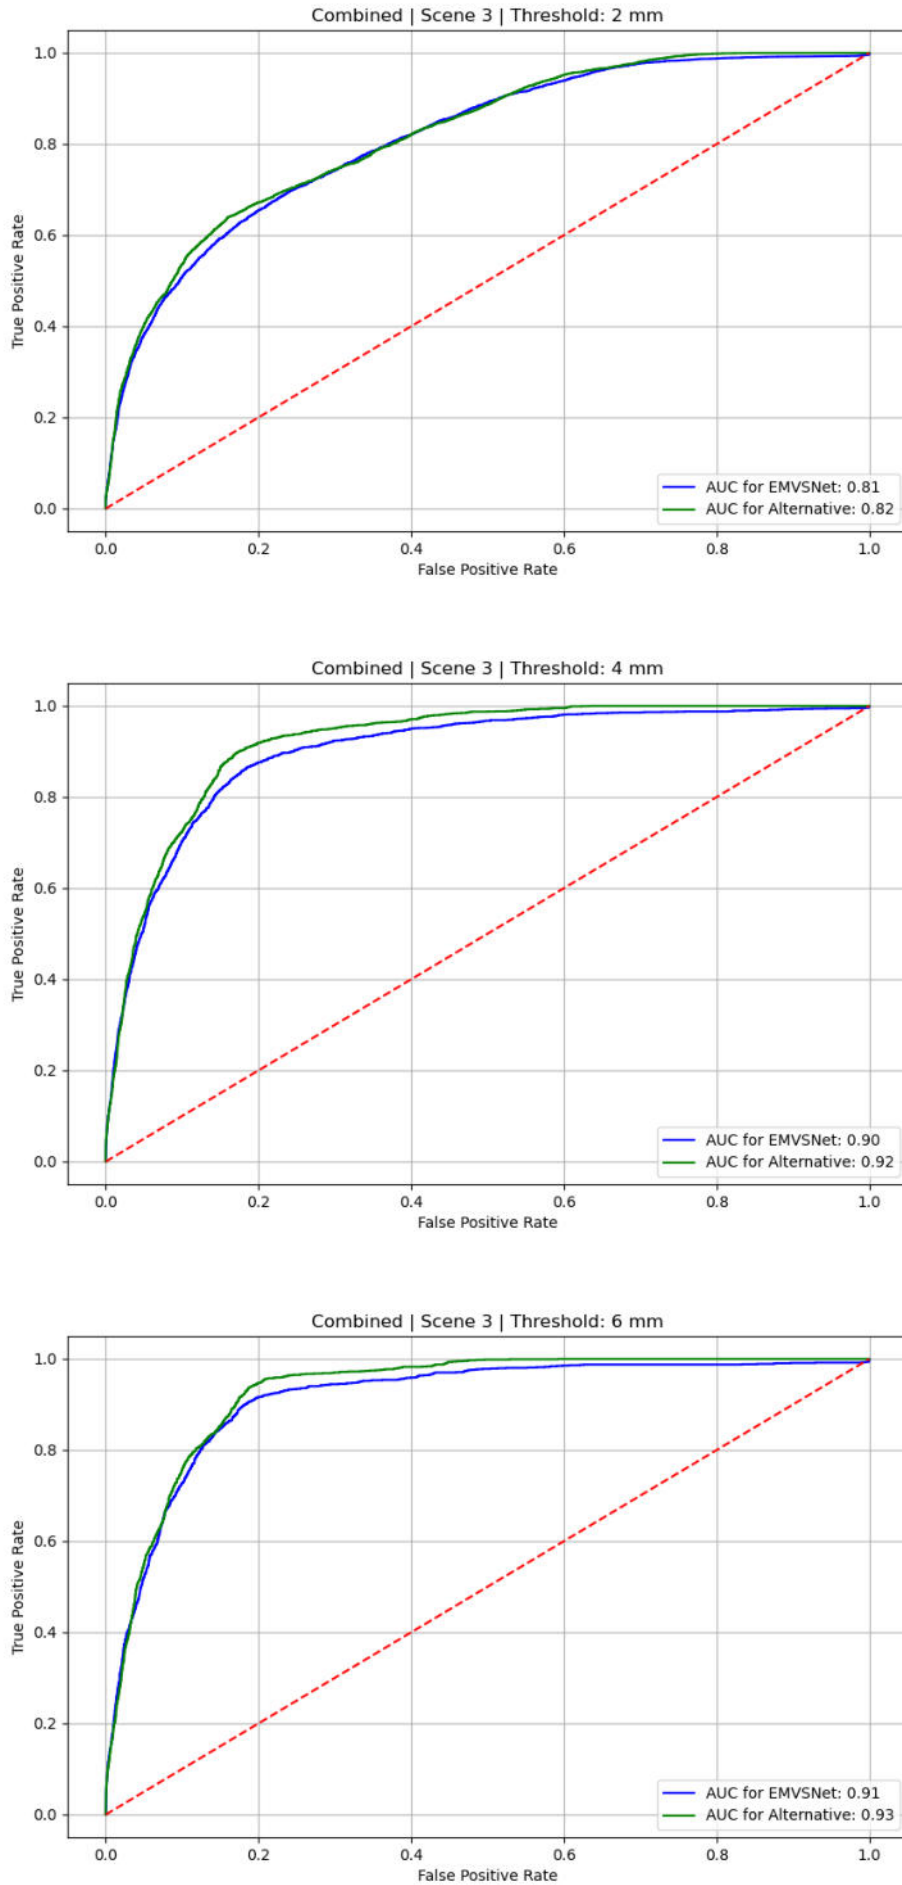 Combined | Scene 3 | Threshold: 2 mm
1.0
0.8
0.6
0.4
0.2
0.0
True Positive Rate
AUC for EMVSNet: 0.81
AUC for Alternative: 0.82
0.0 0.2 0.4 0.6 0.8 1.0
False Positive Rate
Combined | Scene 3 | Threshold: 4 mm
1.0
0.8
0.6
0.4
0.2
0.0
True Positive Rate
AUC for EMVSNet: 0.90
AUC for Alternative: 0.92
0.0 0.2 0.4 0.6 0.8 1.0
False Positive Rate
Combined | Scene 3 | Threshold: 6 mm
1.0
0.8
0.6
0.4
0.2
0.0
True Positive Rate
AUC for EMVSNet: 0.91
AUC for Alternative: 0.93
0.0 0.2 0.4 0.6 0.8 1.0
False Positive Rate